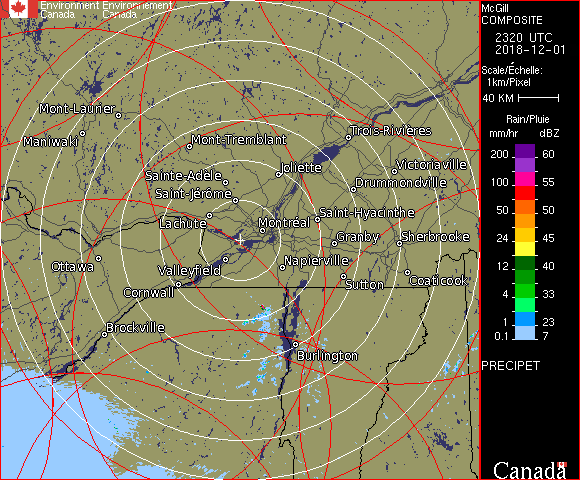 Environment Environnement
Canada Canada
McGill
COMPOSITE
2320 UTC
2018-12-01
Scale/Échelle:
1km/Pixel
40 KM
Rain/Pluie
mm/hr dBZ
200 60
100 55
50 50
24 45
12 40
4 33
1 23
0.1 7
PRECIPET
Canada
Mont-Laurier
Maniwaki
Mont-Tremblant
Trois-Rivières
Sainte-Adèle
Joliette
Victoriaville
Saint-Jérôme
Drummondville
Lachute
Montréal
Saint-Hyacinthe
Granby
Sherbrooke
Ottawa
Valleyfield
Napierville
Cornwall
Sutton
Coaticook
Brockville
Burlington